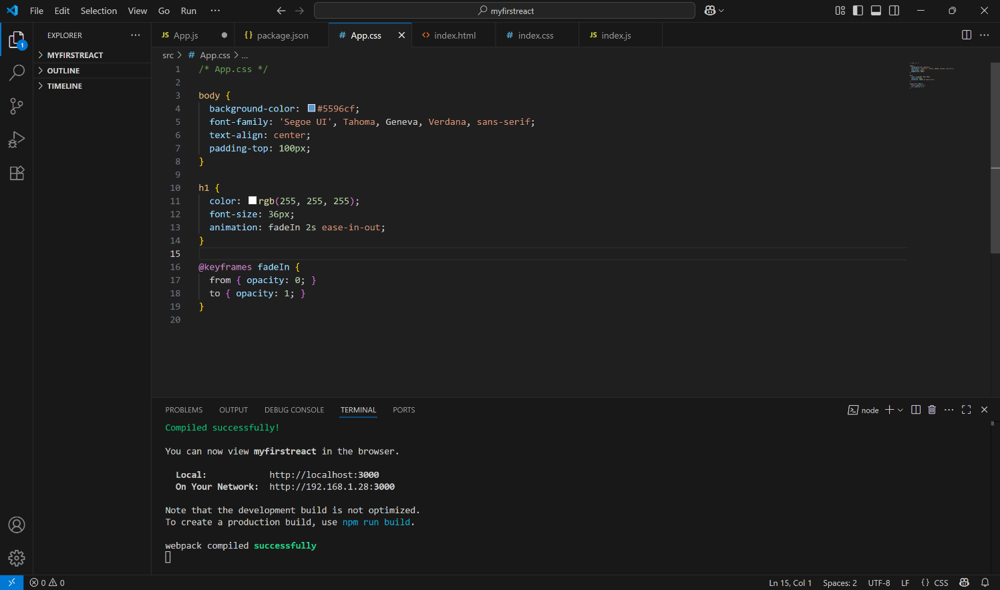 File Edit Selection View Go Run ···
myfirstreact
EXPLORER ···
1
MYFIRSTREACT
OUTLINE
TIMELINE
JS App.js
{} package.json
# App.css
<> index.html
# index.css
JS index.js
src > # App.css > ...
1 /* App.css */
2
3 body {
4 background-color: #5596cf;
5 font-family: 'Segoe UI', Tahoma, Geneva, Verdana, sans-serif;
6 text-align: center;
7 padding-top: 100px;
8 }
9
10 h1 {
11 color: rgb(255, 255, 255);
12 font-size: 36px;
13 animation: fadeIn 2s ease-in-out;
14 }
15
16 @keyframes fadeIn {
17 from { opacity: 0; }
18 to { opacity: 1; }
19 }
20
PROBLEMS OUTPUT DEBUG CONSOLE TERMINAL PORTS
node
Compiled successfully!
You can now view myfirstreact in the browser.
Local: http://localhost:3000
On Your Network: http://192.168.1.28:3000
Note that the development build is not optimized.
To create a production build, use npm run build.
webpack compiled successfully
0 0
Ln 15, Col 1 Spaces: 2 UTF-8 LF {} CSS